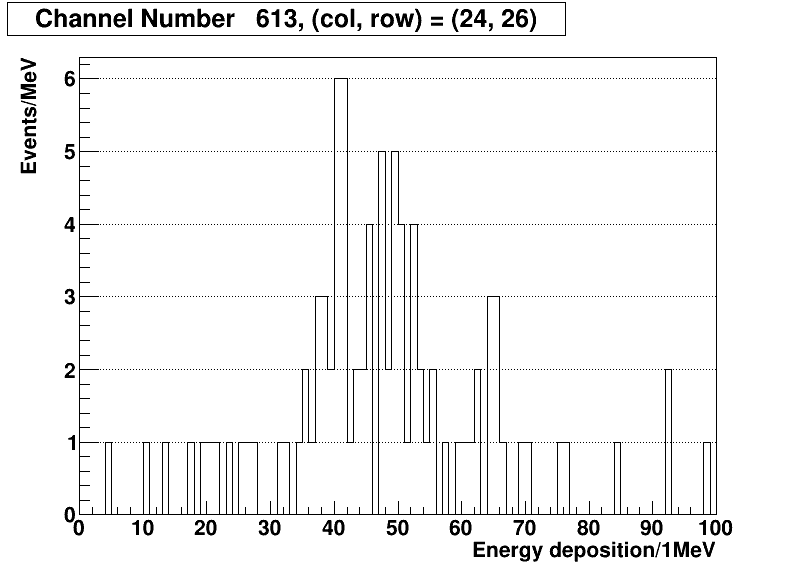 Channel Number 613, (col, row) = (24, 26)
Events/MeV
6
5
4
3
2
1
0
0 10 20 30 40 50 60 70 80 90 100
Energy deposition/1MeV